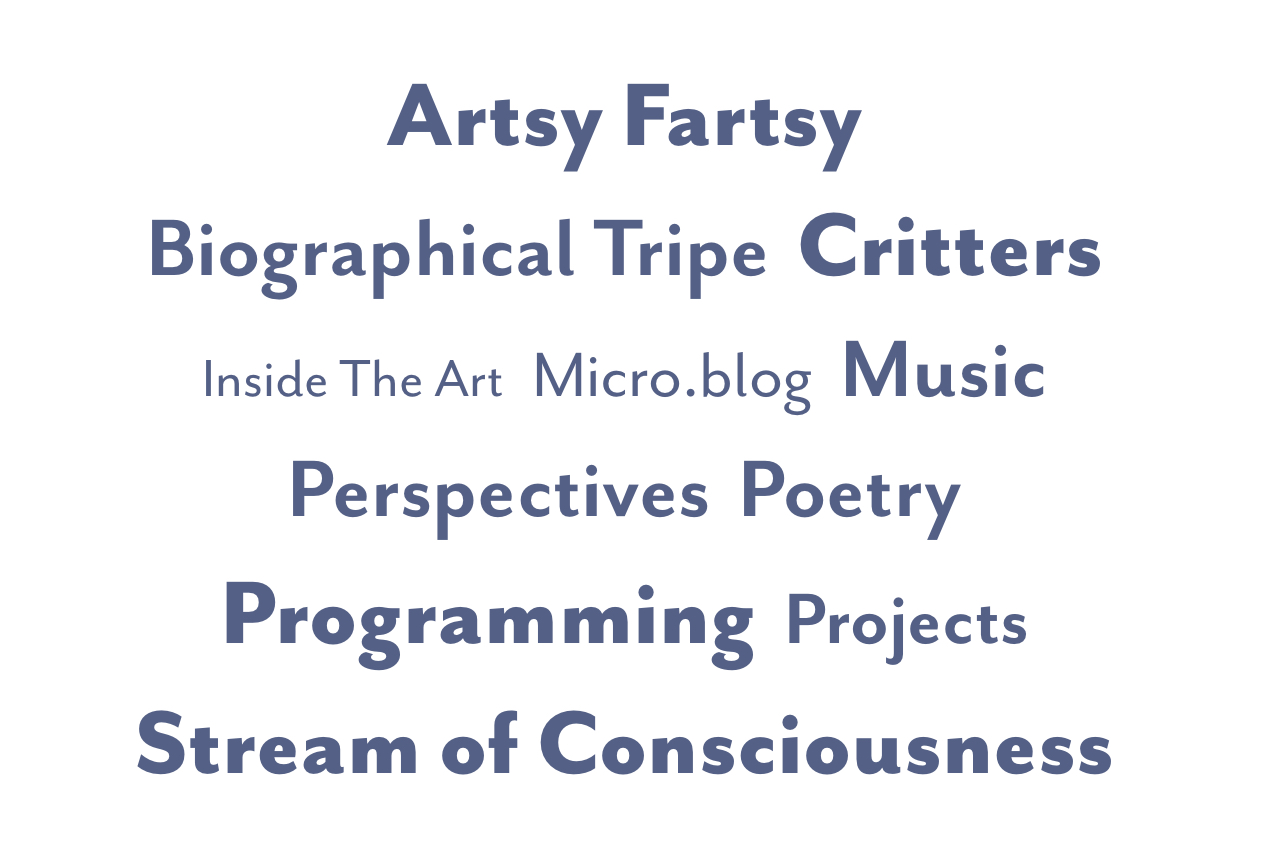 Artsy Fartsy
Biographical Tripe Critters
Inside The Art Micro.blog Music
Perspectives Poetry
Programming Projects
Stream of Consciousness